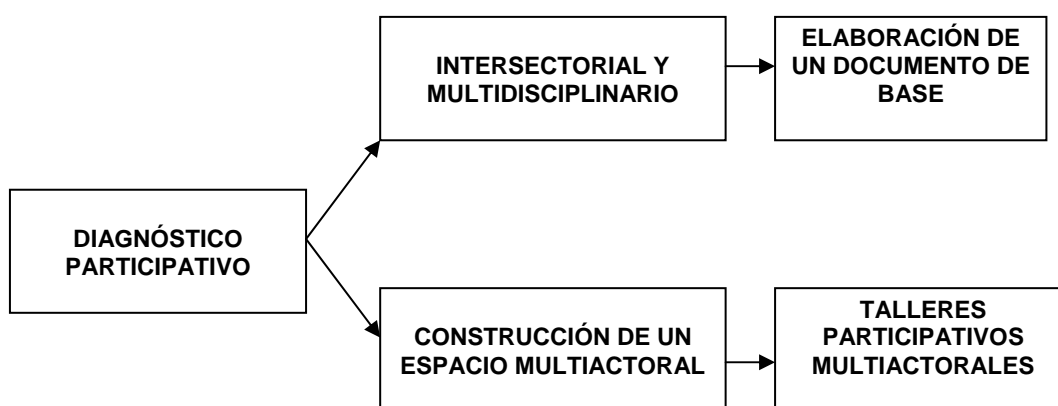 DIAGNÓSTICO
PARTICIPATIVO
INTERSECTORIAL Y
MULTIDISCIPLINARIO
ELABORACIÓN DE
UN DOCUMENTO DE
BASE
CONSTRUCCIÓN DE UN
ESPACIO MULTIACTORAL
TALLERES
PARTICIPATIVOS
MULTIACTORALES